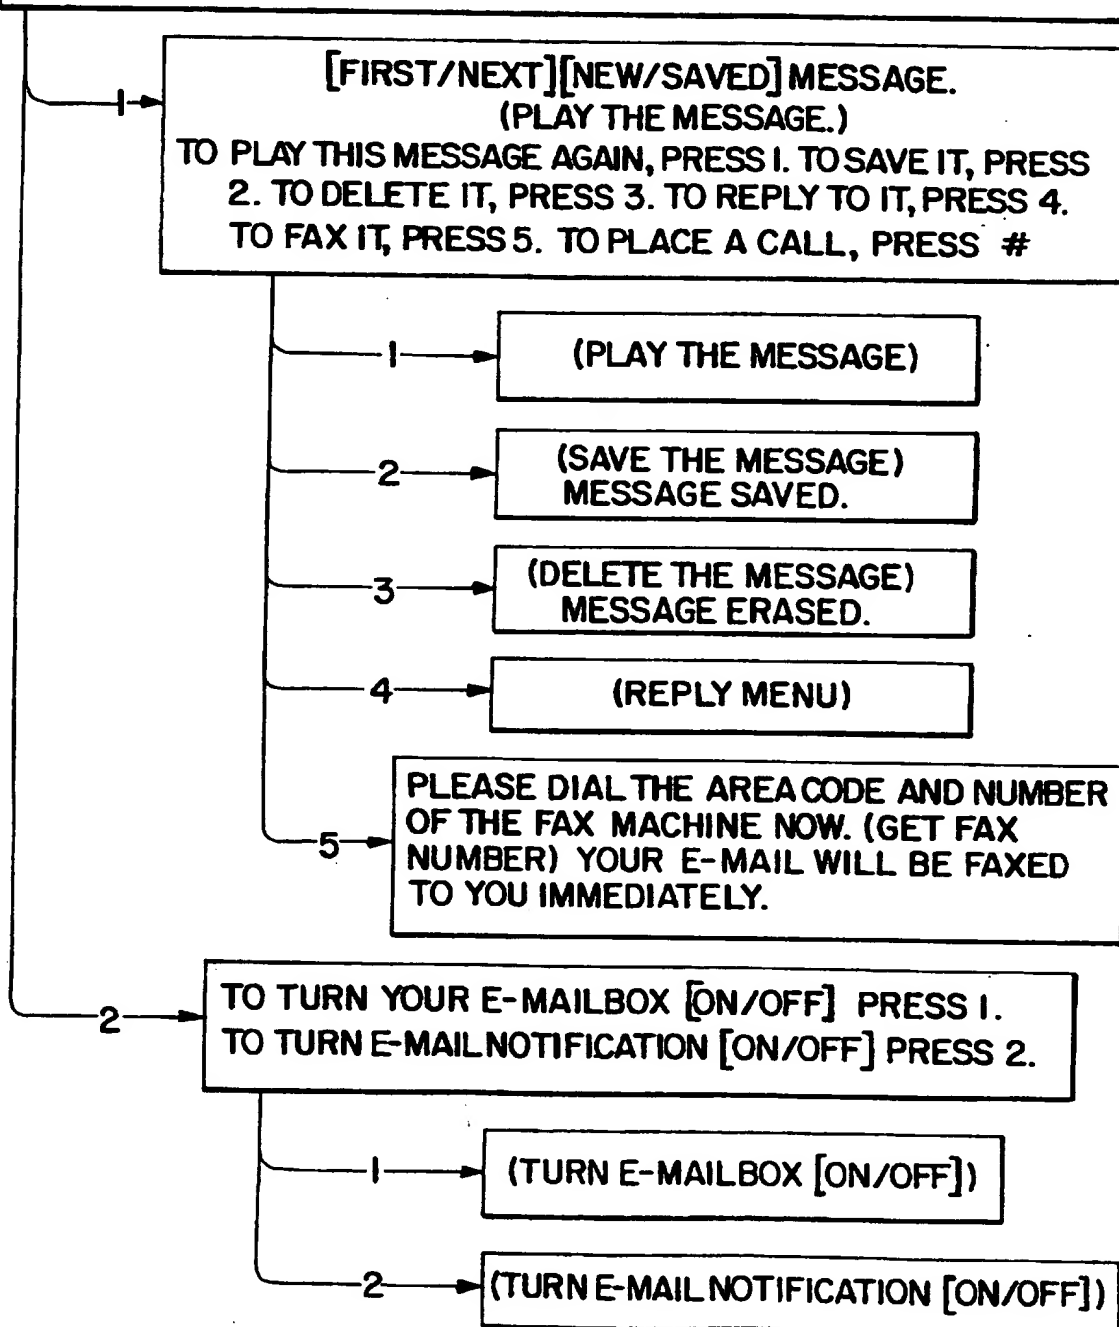 1
[FIRST/NEXT][NEW/SAVED] MESSAGE.
(PLAY THE MESSAGE.)
TO PLAY THIS MESSAGE AGAIN, PRESS 1. TO SAVE IT, PRESS
2. TO DELETE IT, PRESS 3. TO REPLY TO IT, PRESS 4.
TO FAX IT, PRESS 5. TO PLACE A CALL, PRESS #
1
(PLAY THE MESSAGE)
2
(SAVE THE MESSAGE)
MESSAGE SAVED.
3
(DELETE THE MESSAGE)
MESSAGE ERASED.
4
(REPLY MENU)
5
PLEASE DIAL THE AREA CODE AND NUMBER
OF THE FAX MACHINE NOW. (GET FAX
NUMBER) YOUR E-MAIL WILL BE FAXED
TO YOU IMMEDIATELY.
2
TO TURN YOUR E-MAILBOX [ON/OFF] PRESS 1.
TO TURN E-MAIL NOTIFICATION [ON/OFF] PRESS 2.
1
(TURN E-MAILBOX [ON/OFF])
2
(TURN E-MAIL NOTIFICATION [ON/OFF])